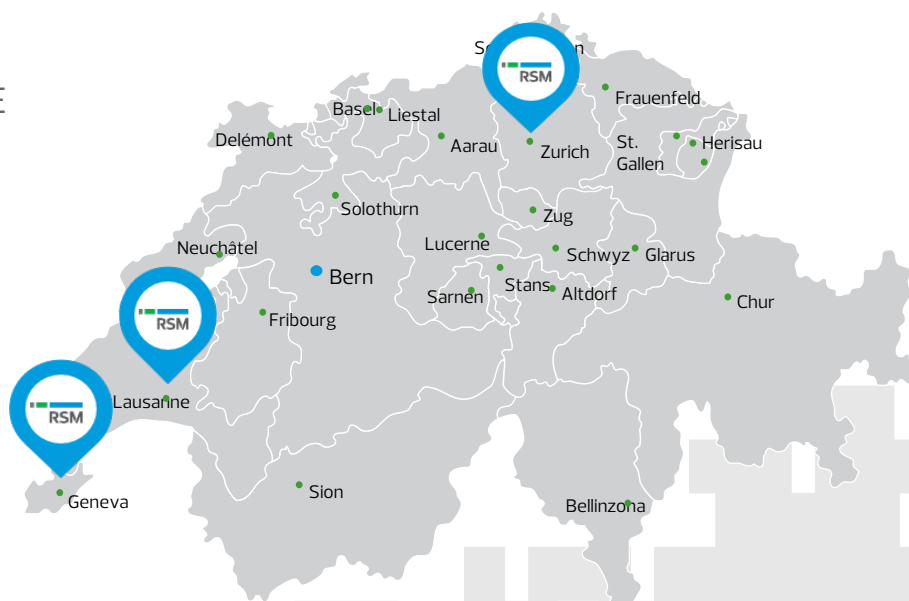 RSM
E
Frauenfeld
Basel
Liestal
Delémont
Aarau
Zurich
St.
Gallen
Herisau
Solothurn
Zug
Neuchâtel
Lucerne
Schwyz
Glarus
Bern
Stans
Altdorf
Sarnen
Chur
RSM
Fribourg
Lausanne
RSM
Sion
Geneva
Bellinzona